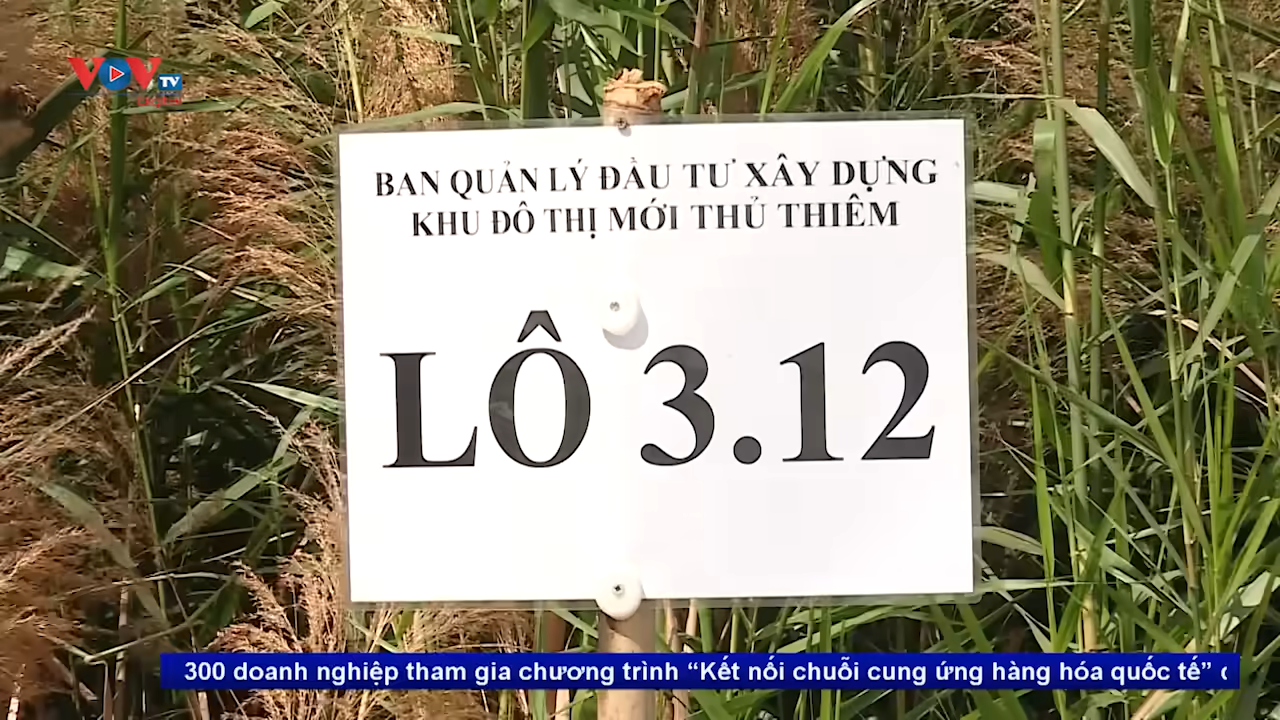 VOV TV
BAN QUẢN LÝ ĐẦU TƯ XÂY DỰNG
KHU ĐÔ THỊ MỚI THỦ THIÊM
LÔ 3.12
300 doanh nghiệp tham gia chương trình “Kết nối chuỗi cung ứng hàng hóa quốc tế”